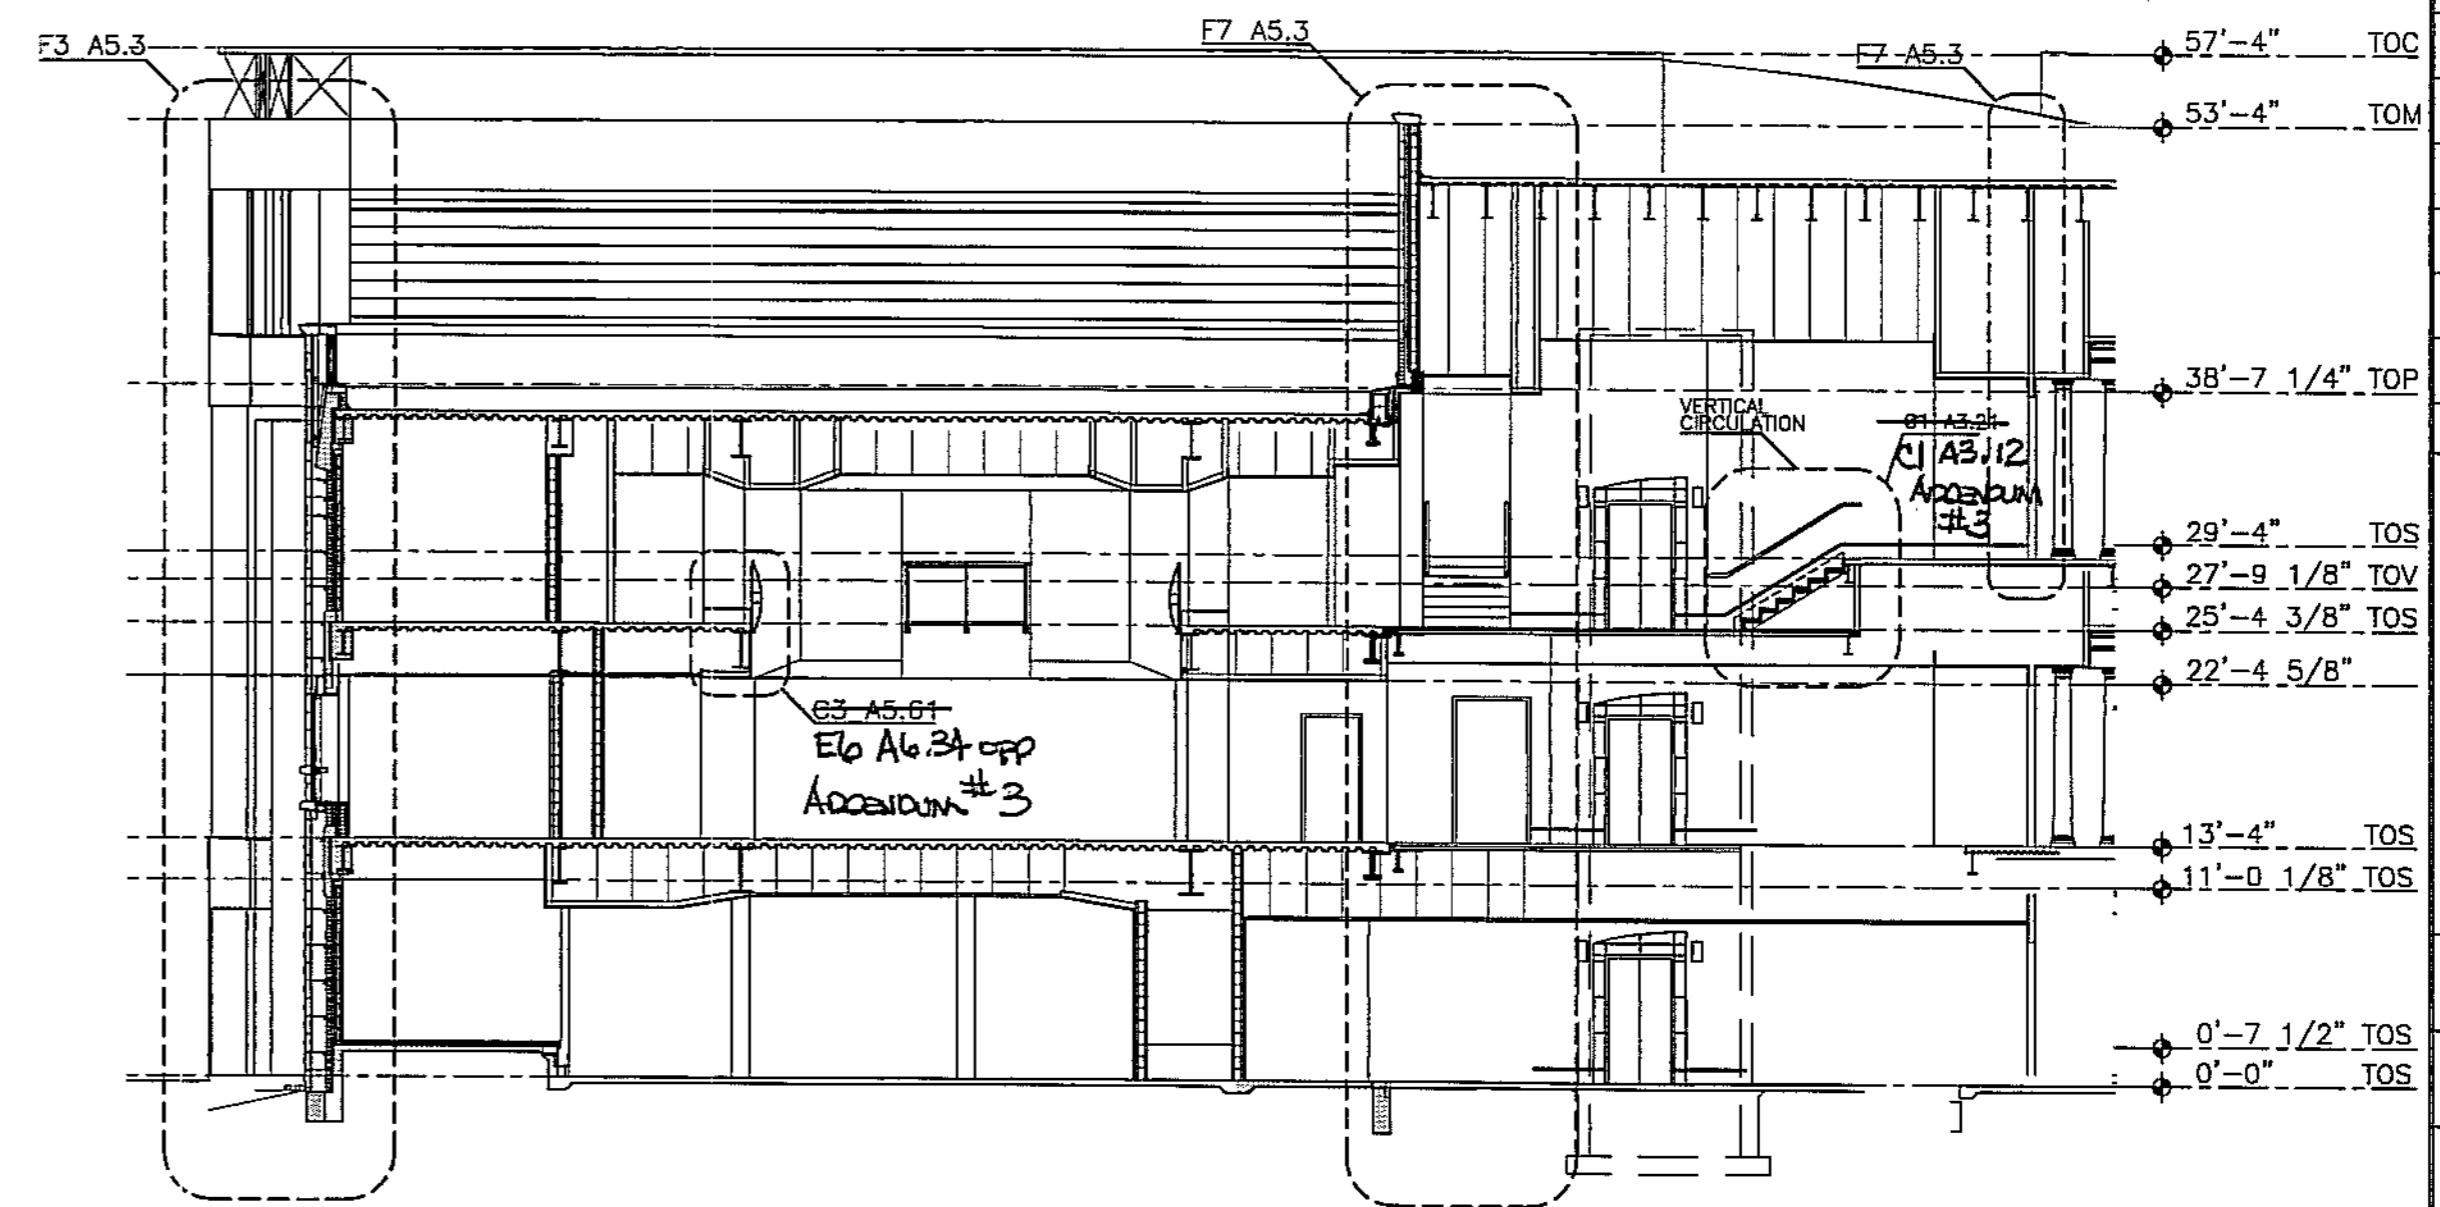 F3 A5.3
F7 A5.3
F7 A5.3
57'-4" TOC
53'-4" TOM
38'-7 1/4" TOP
VERTICAL
CIRCULATION
C1 A3.12
ADDENDUM
#3
29'-4" TOS
27'-9 1/8" TOV
25'-4 3/8" TOS
22'-4 5/8"
E6 A6.34 OPP
ADDENDUM #3
13'-4" TOS
11'-0 1/8" TOS
0'-7 1/2" TOS
0'-0" TOS